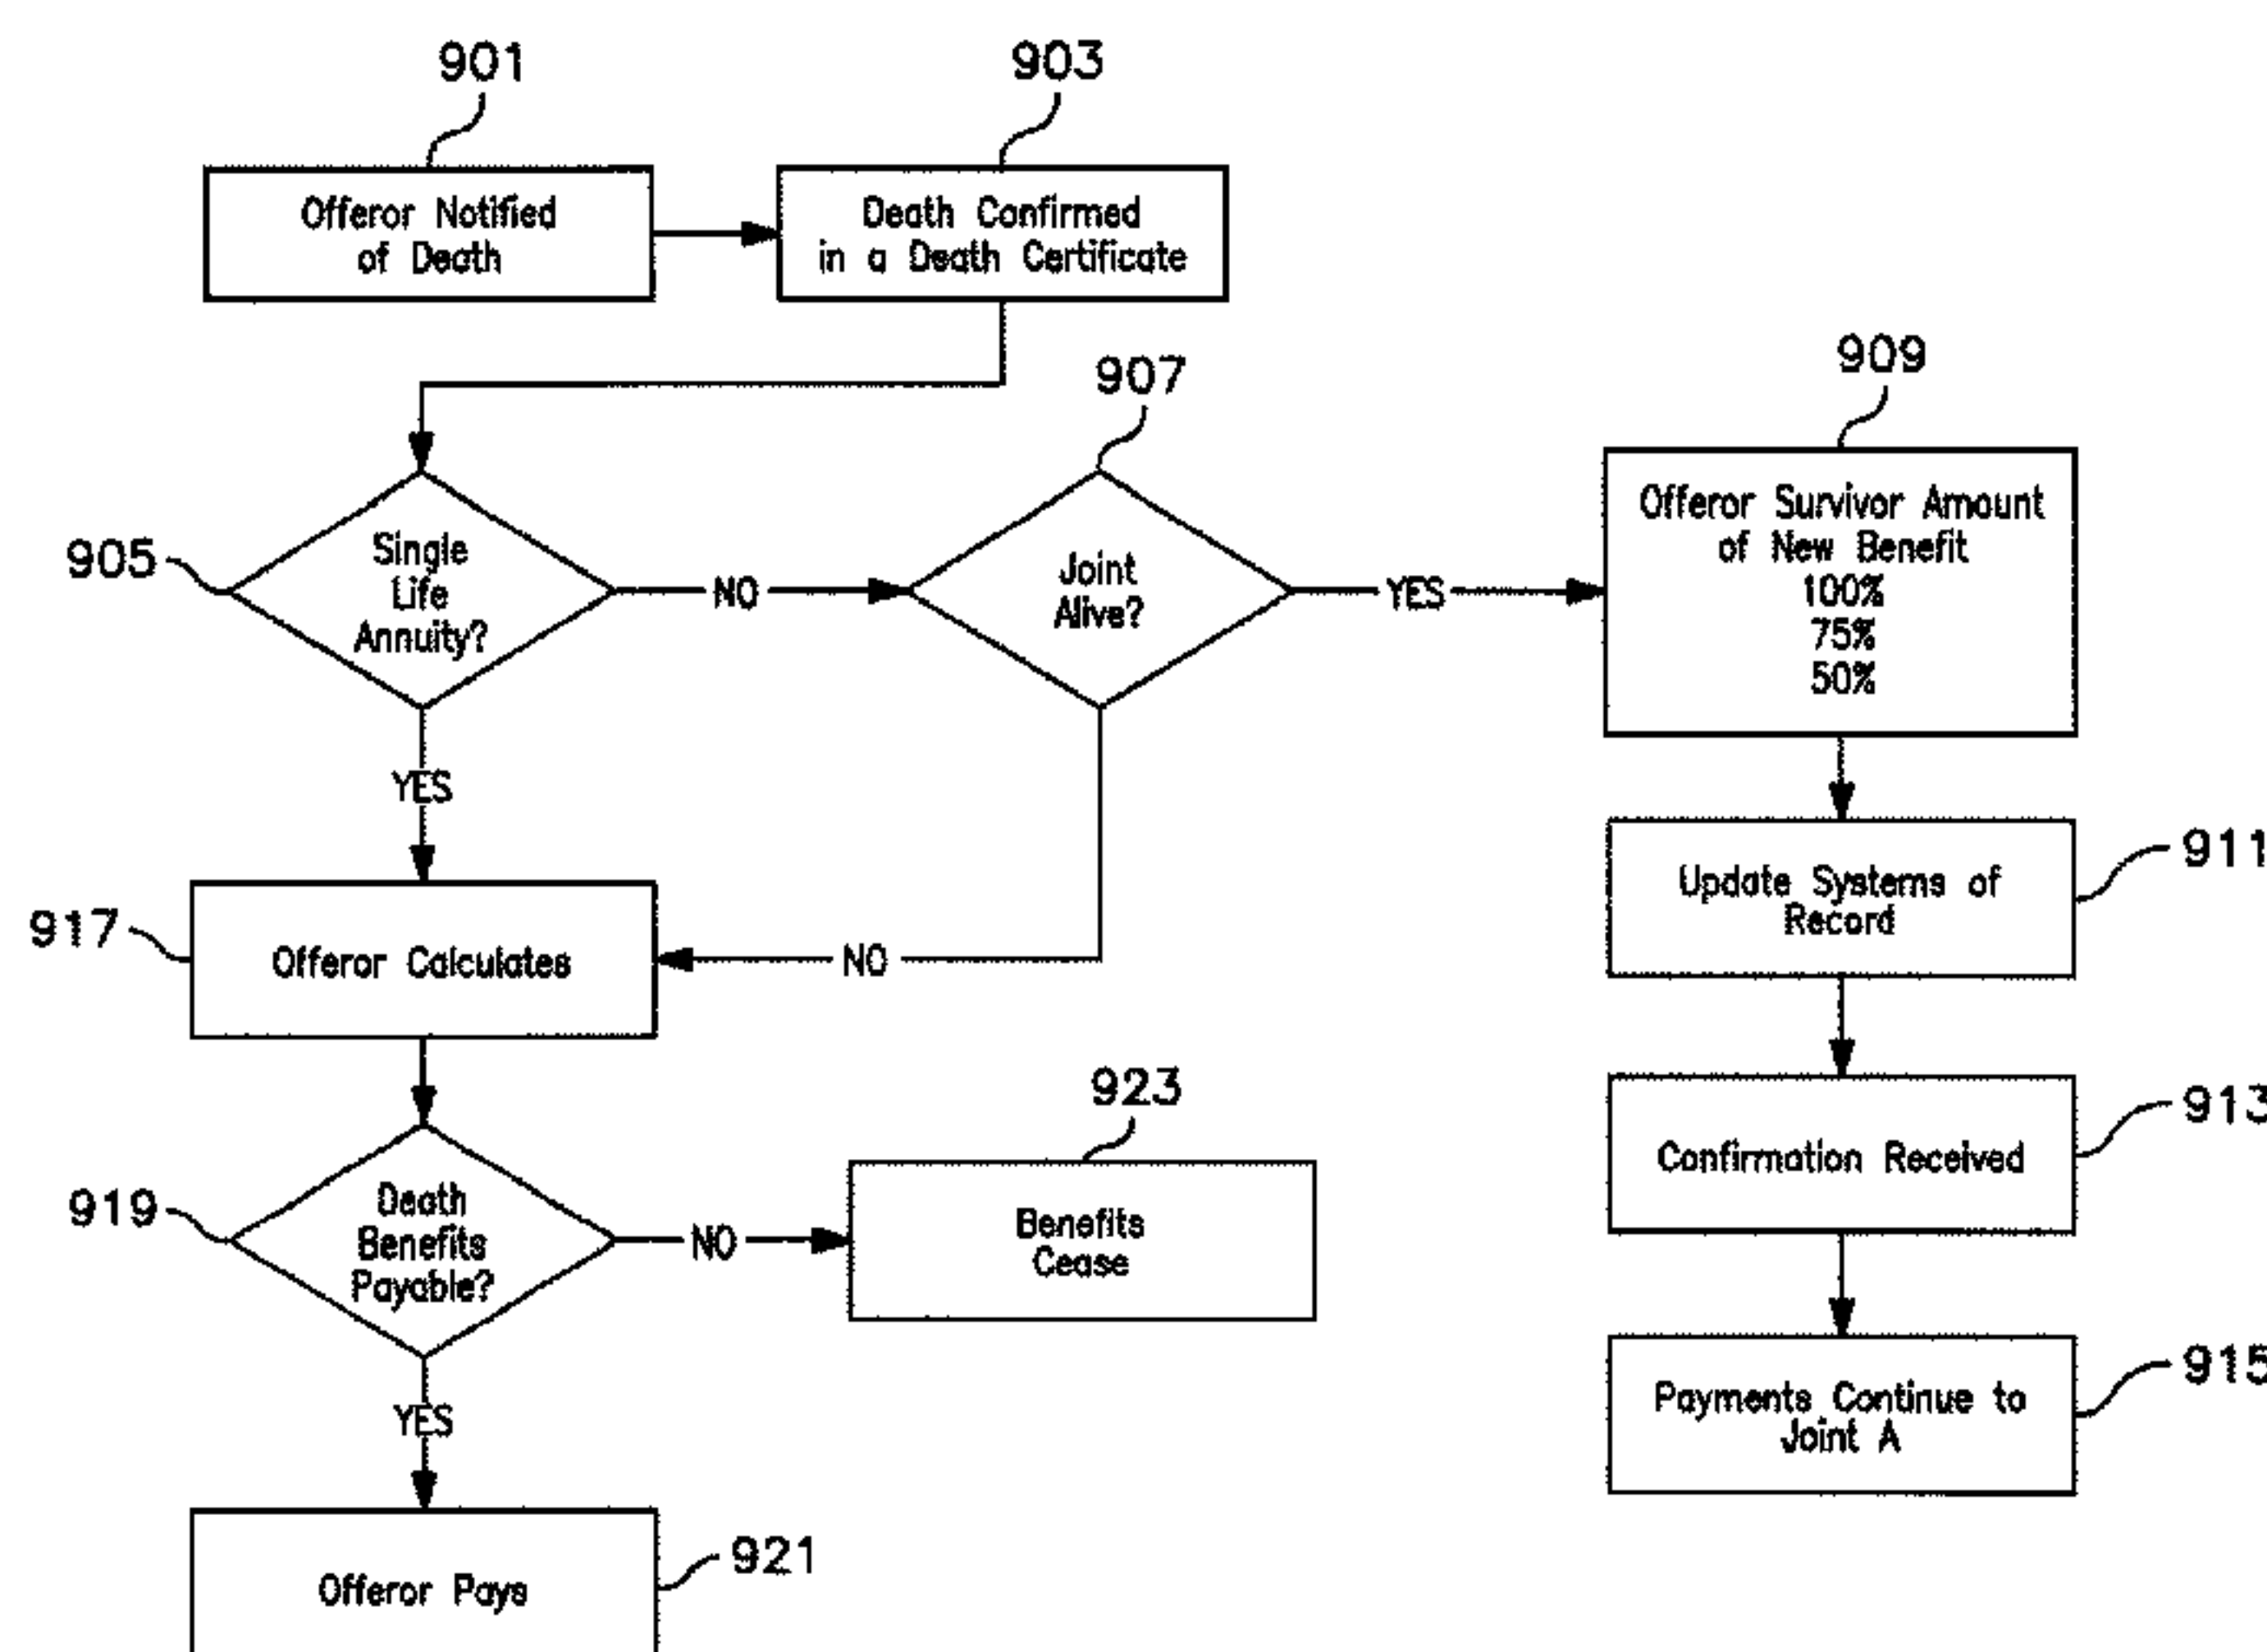 901
903
Offeror Notified
of Death
Death Confirmed
in a Death Certificate
907
909
905
Single
Life
Annuity?
NO
Joint
Alive?
YES
Offeror Survivor Amount
of New Benefit
100%
75%
50%
YES
911
Update Systems of
Record
917
Offeror Calculates
NO
923
913
Confirmation Received
919
Death
Benefits
Payable?
NO
Benefits
Cease
915
Payments Continue to
Joint A
YES
921
Offeror Pays